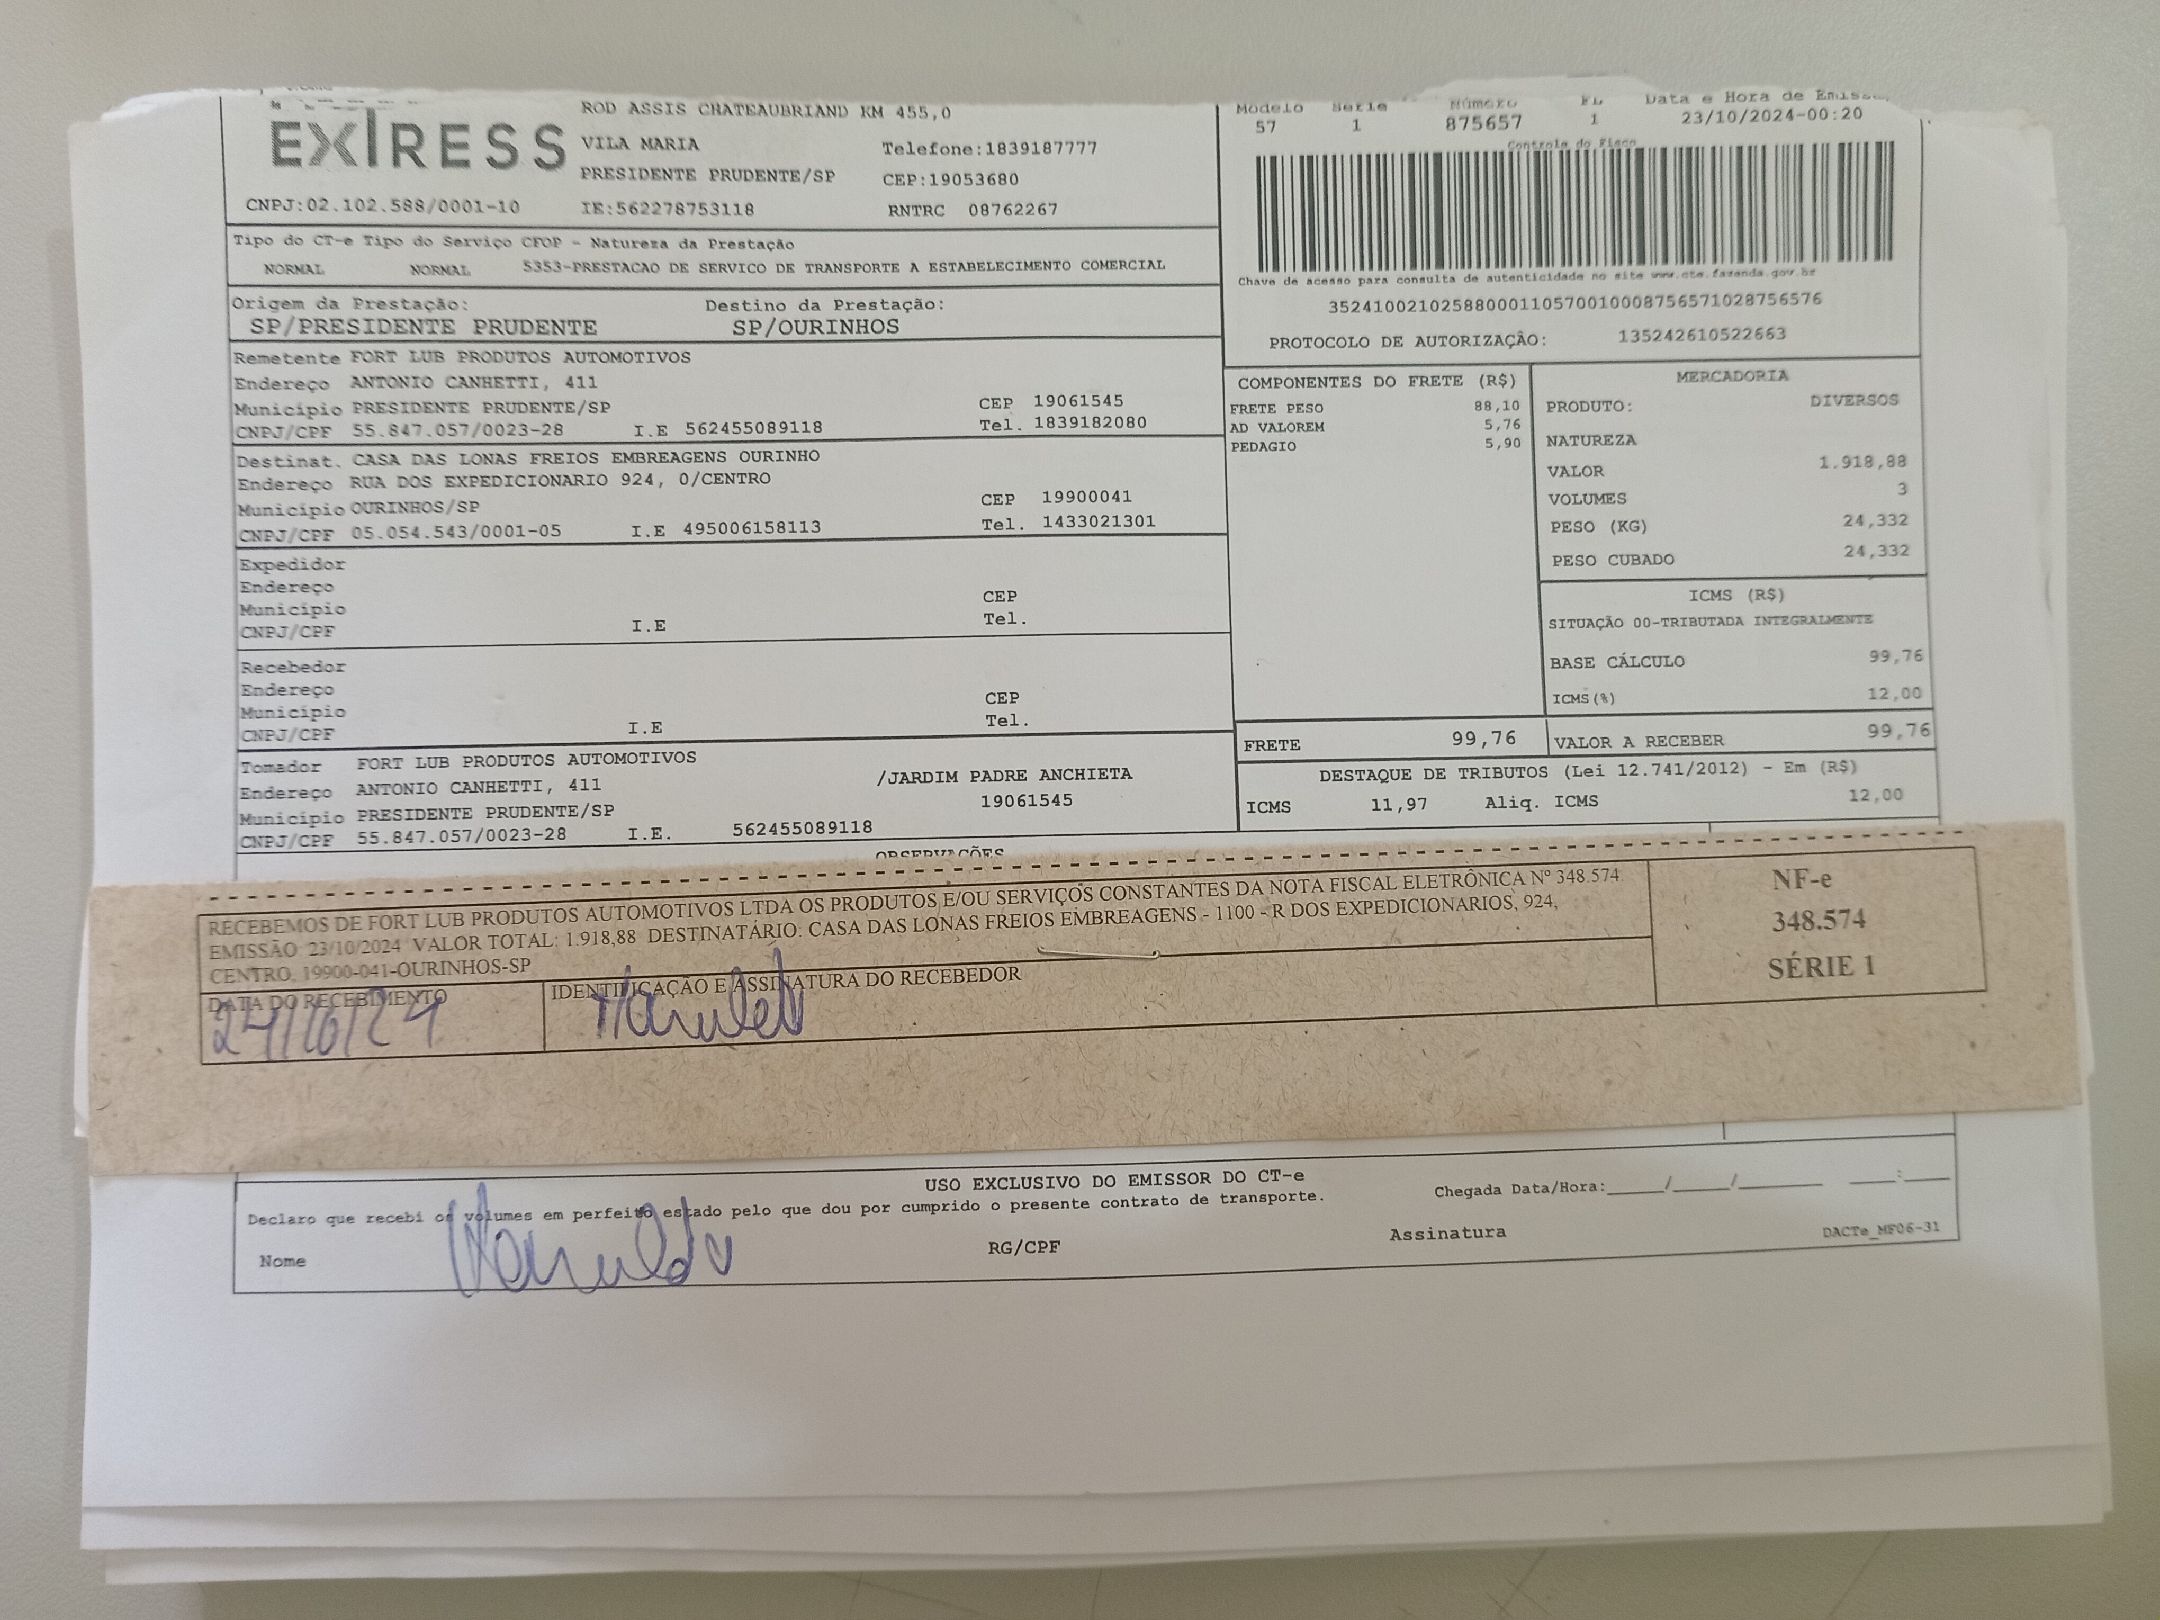 EXTRESS
CNPJ:02.102.588/0001-10
ROD ASSIS CHATEAUBRIAND KM 455,0
VILA MARIA Telefone:1839187777
PRESIDENTE PRUDENTE/SP CEP:19053680
IE:562278753118 RNTRC 08762267
Modelo Serie Número FL Data e Hora de Emiss
57 1 875657 1 23/10/2024-00:20
Controle do Fisco
Chave de acesso para consulta de autenticidade no site www.cte.fazenda.gov.br
35241002102588000110570010008756571028756576
PROTOCOLO DE AUTORIZAÇÃO: 135242610522663
Tipo do CT-e Tipo do Serviço CFOP - Natureza da Prestação
NORMAL NORMAL 5353-PRESTACAO DE SERVICO DE TRANSPORTE A ESTABELECIMENTO COMERCIAL
Origem da Prestação: Destino da Prestação:
SP/PRESIDENTE PRUDENTE SP/OURINHOS
Remetente FORT LUB PRODUTOS AUTOMOTIVOS
Endereço ANTONIO CANHETTI, 411
Município PRESIDENTE PRUDENTE/SP CEP 19061545
CNPJ/CPF 55.847.057/0023-28 I.E 562455089118 Tel. 1839182080
Destinat. CASA DAS LONAS FREIOS EMBREAGENS OURINHO
Endereço RUA DOS EXPEDICIONARIO 924, 0/CENTRO
Município OURINHOS/SP CEP 19900041
CNPJ/CPF 05.054.543/0001-05 I.E 495006158113 Tel. 1433021301
Expedidor
Endereço
Município CEP
CNPJ/CPF I.E Tel.
Recebedor
Endereço
Município CEP
CNPJ/CPF I.E Tel.
Tomador FORT LUB PRODUTOS AUTOMOTIVOS
Endereço ANTONIO CANHETTI, 411 /JARDIM PADRE ANCHIETA
Município PRESIDENTE PRUDENTE/SP 19061545
CNPJ/CPF 55.847.057/0023-28 I.E. 562455089118
COMPONENTES DO FRETE (R$)
FRETE PESO 88,10
AD VALOREM 5,76
PEDAGIO 5,90
MERCADORIA
PRODUTO: DIVERSOS
NATUREZA
VALOR 1.918,88
VOLUMES 3
PESO (KG) 24,332
PESO CUBADO 24,332
ICMS (R$)
SITUAÇÃO 00-TRIBUTADA INTEGRALMENTE
BASE CÁLCULO 99,76
ICMS(%) 12,00
FRETE 99,76 VALOR A RECEBER 99,76
DESTAQUE DE TRIBUTOS (Lei 12.741/2012) - Em (R$)
ICMS 11,97 Aliq. ICMS 12,00
OBSERVAÇÕES
RECEBEMOS DE FORT LUB PRODUTOS AUTOMOTIVOS LTDA OS PRODUTOS E/OU SERVIÇOS CONSTANTES DA NOTA FISCAL ELETRÔNICA Nº 348.574
EMISSÃO: 23/10/2024 VALOR TOTAL: 1.918,88 DESTINATÁRIO: CASA DAS LONAS FREIOS EMBREAGENS - 1100 - R DOS EXPEDICIONARIOS, 924,
CENTRO, 19900-041-OURINHOS-SP
DATA DO RECEBIMENTO IDENTIFICAÇÃO E ASSINATURA DO RECEBEDOR
24/10/24
NF-e
348.574
SÉRIE 1
USO EXCLUSIVO DO EMISSOR DO CT-e
Declaro que recebi os volumes em perfeito estado pelo que dou por cumprido o presente contrato de transporte.
Chegada Data/Hora:_____/_____/_______ ____:____
Nome RG/CPF Assinatura DACTe_MF06-31